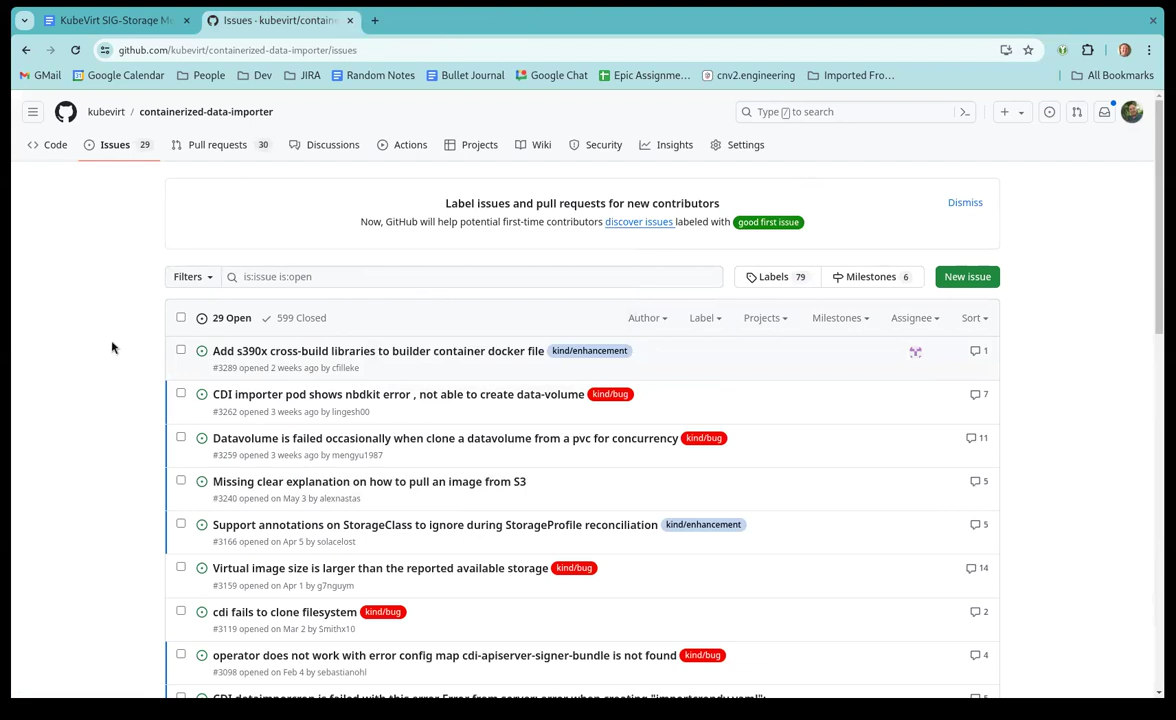 KubeVirt SIG-Storage Me
Issues · kubevirt/containe
github.com/kubevirt/containerized-data-importer/issues
GMail
Google Calendar
People
Dev
JIRA
Random Notes
Bullet Journal
Google Chat
Epic Assignme...
cnv2.engineering
Imported Fro...
All Bookmarks
kubevirt / containerized-data-importer
Type / to search
Code
Issues 29
Pull requests 30
Discussions
Actions
Projects
Wiki
Security
Insights
Settings
Label issues and pull requests for new contributors
Dismiss
Now, GitHub will help potential first-time contributors discover issues labeled with good first issue
Filters
is:issue is:open
Labels 79
Milestones 6
New issue
29 Open
599 Closed
Author
Label
Projects
Milestones
Assignee
Sort
Add s390x cross-build libraries to builder container docker file kind/enhancement
1
#3289 opened 2 weeks ago by cfilleke
CDI importer pod shows nbdkit error , not able to create data-volume kind/bug
7
#3262 opened 3 weeks ago by lingesh00
Datavolume is failed occasionally when clone a datavolume from a pvc for concurrency kind/bug
11
#3259 opened 3 weeks ago by mengyu1987
Missing clear explanation on how to pull an image from S3
5
#3240 opened on May 3 by alexnastas
Support annotations on StorageClass to ignore during StorageProfile reconciliation kind/enhancement
5
#3166 opened on Apr 5 by solacelost
Virtual image size is larger than the reported available storage kind/bug
14
#3159 opened on Apr 1 by g7nguym
cdi fails to clone filesystem kind/bug
2
#3119 opened on Mar 2 by Smithx10
operator does not work with error config map cdi-apiserver-signer-bundle is not found kind/bug
4
#3098 opened on Feb 4 by sebastianohl